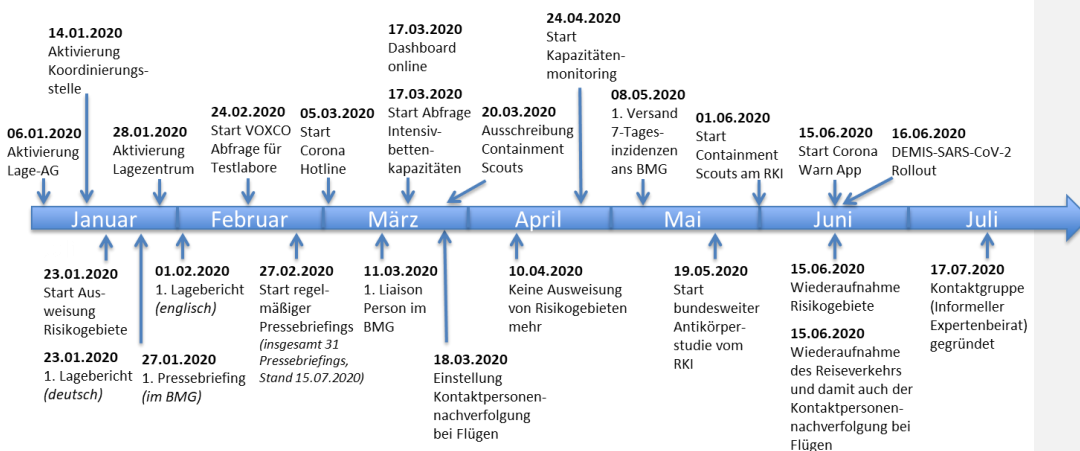 14.01.2020
Aktivierung
Koordinierungs-
stelle
17.03.2020
Dashboard
online
24.04.2020
Start
Kapazitäten-
monitoring
06.01.2020
Aktivierung
Lage-AG
28.01.2020
Aktivierung
Lagezentrum
24.02.2020
Start VOXCO
Abfrage für
Testlabore
05.03.2020
Start
Corona
Hotline
17.03.2020
Start Abfrage
Intensiv-
betten-
kapazitäten
20.03.2020
Ausschreibung
Containment
Scouts
08.05.2020
1. Versand
7-Tages-
inzidenzen
ans BMG
01.06.2020
Start
Containment
Scouts am RKI
15.06.2020
Start Corona
Warn App
16.06.2020
DEMIS-SARS-CoV-2
Rollout
Januar
Februar
März
April
Mai
Juni
Juli
23.01.2020
Start Aus-
weisung
Risikogebiete
23.01.2020
1. Lagebericht
(deutsch)
27.01.2020
1. Pressebriefing
(im BMG)
01.02.2020
1. Lagebericht
(englisch)
27.02.2020
Start regel-
mäßiger
Pressebriefings
(insgesamt 31
Pressebriefings,
Stand 15.07.2020)
11.03.2020
1. Liaison
Person im
BMG
18.03.2020
Einstellung
Kontaktpersonen-
nachverfolgung
bei Flügen
10.04.2020
Keine Ausweisung
von Risikogebieten
mehr
19.05.2020
Start
bundesweiter
Antikörper-
studie vom
RKI
15.06.2020
Wiederaufnahme
Risikogebiete
15.06.2020
Wiederaufnahme
des Reiseverkehrs
und damit auch der
Kontaktpersonen-
nachverfolgung bei
Flügen
17.07.2020
Kontaktgruppe
(Informeller
Expertenbeirat)
gegründet